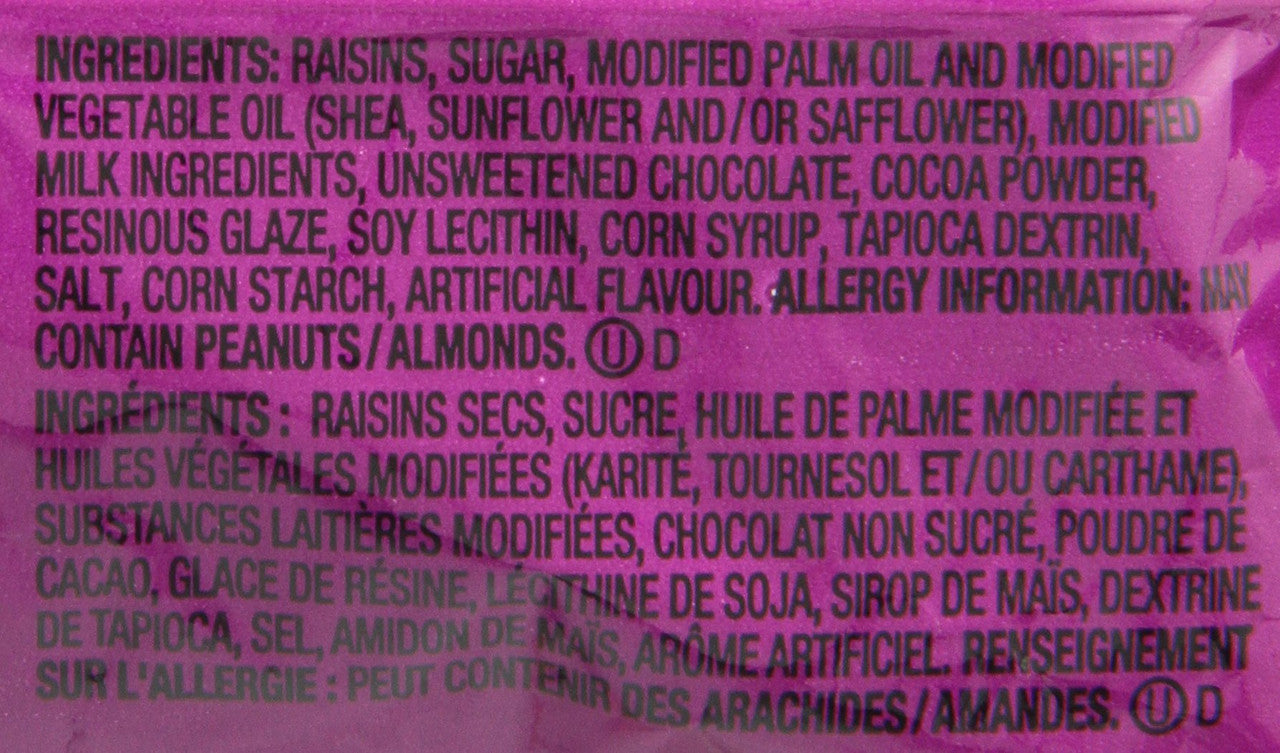 INGREDIENTS: RAISINS, SUGAR, MODIFIED PALM OIL AND MODIFIED
VEGETABLE OIL (SHEA, SUNFLOWER AND/OR SAFFLOWER), MODIFIED
MILK INGREDIENTS, UNSWEETENED CHOCOLATE, COCOA POWDER,
RESINOUS GLAZE, SOY LECITHIN, CORN SYRUP, TAPIOCA DEXTRIN,
SALT, CORN STARCH, ARTIFICIAL FLAVOUR. ALLERGY INFORMATION: MAY
CONTAIN PEANUTS/ALMONDS. Ⓤ D
INGRÉDIENTS : RAISINS SECS, SUCRE, HUILE DE PALME MODIFIÉE ET
HUILES VÉGÉTALES MODIFIÉES (KARITÉ, TOURNESOL ET/OU CARTHAME),
SUBSTANCES LAITIÈRES MODIFIÉES, CHOCOLAT NON SUCRÉ, POUDRE DE
CACAO, GLACE DE RÉSINE, LÉCITHINE DE SOJA, SIROP DE MAÏS, DEXTRINE
DE TAPIOCA, SEL, AMIDON DE MAÏS, ARÔME ARTIFICIEL. RENSEIGNEMENT
SUR L'ALLERGIE : PEUT CONTENIR DES ARACHIDES/AMANDES. Ⓤ D